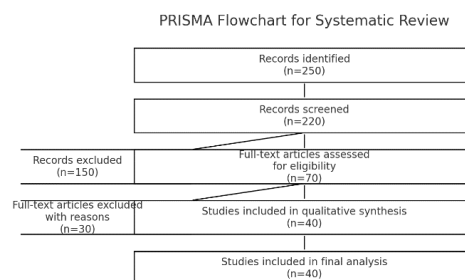 PRISMA Flowchart for Systematic Review
Records identified
(n=250)
Records screened
(n=220)
Records excluded
(n=150)
Full-text articles assessed
for eligibility
(n=70)
Full-text articles excluded
with reasons
(n=30)
Studies included in qualitative synthesis
(n=40)
Studies included in final analysis
(n=40)